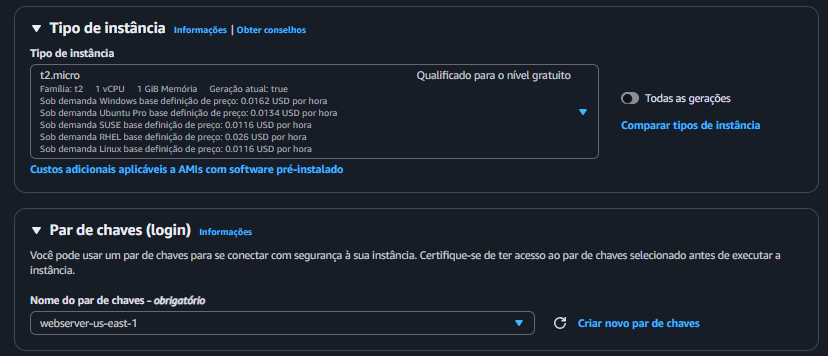 Tipo de instância Informações | Obter conselhos
Tipo de instância
t2.micro Qualificado para o nível gratuito
Família: t2 1 vCPU 1 GiB Memória Geração atual: true
Sob demanda Windows base definição de preço: 0.0162 USD por hora
Sob demanda Ubuntu Pro base definição de preço: 0.0134 USD por hora
Sob demanda SUSE base definição de preço: 0.0116 USD por hora
Sob demanda RHEL base definição de preço: 0.026 USD por hora
Sob demanda Linux base definição de preço: 0.0116 USD por hora
Todas as gerações
Comparar tipos de instância
Custos adicionais aplicáveis a AMIs com software pré-instalado
Par de chaves (login) Informações
Você pode usar um par de chaves para se conectar com segurança à sua instância. Certifique-se de ter acesso ao par de chaves selecionado antes de executar a
instância.
Nome do par de chaves - obrigatório
webserver-us-east-1
Criar novo par de chaves